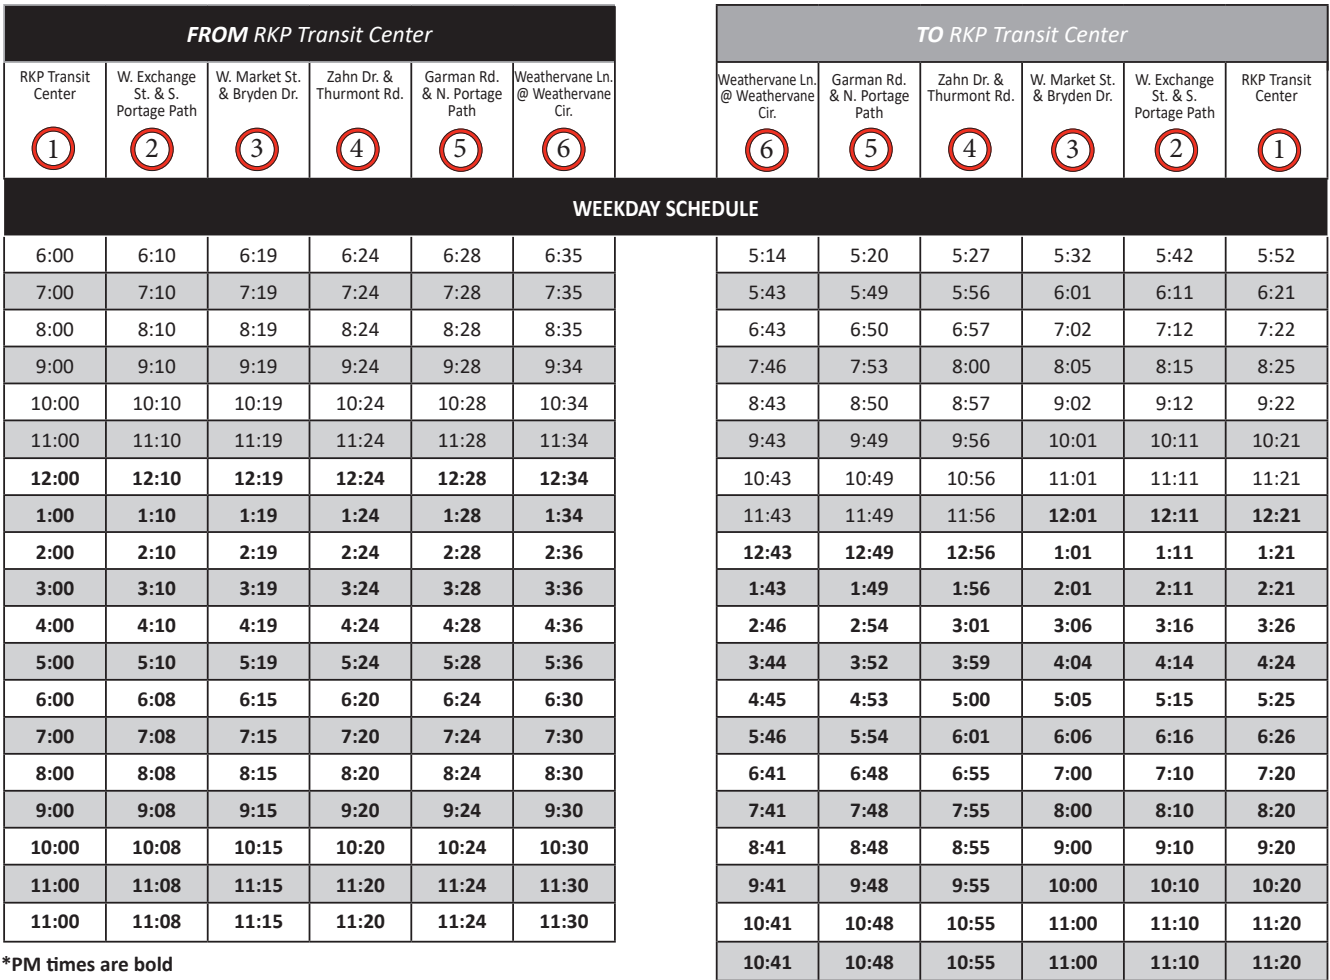 FROM RKP Transit Center
TO RKP Transit Center
RKP Transit Center
W. Exchange St. & S. Portage Path
W. Market St. & Bryden Dr.
Zahn Dr. & Thurmont Rd.
Garman Rd. & N. Portage Path
Weathervane Ln. @ Weathervane Cir.
Weathervane Ln. @ Weathervane Cir.
Garman Rd. & N. Portage Path
Zahn Dr. & Thurmont Rd.
W. Market St. & Bryden Dr.
W. Exchange St. & S. Portage Path
RKP Transit Center
1 2 3 4 5 6 6 5 4 3 2 1
WEEKDAY SCHEDULE
6:00 6:10 6:19 6:24 6:28 6:35 5:14 5:20 5:27 5:32 5:42 5:52
7:00 7:10 7:19 7:24 7:28 7:35 5:43 5:49 5:56 6:01 6:11 6:21
8:00 8:10 8:19 8:24 8:28 8:35 6:43 6:50 6:57 7:02 7:12 7:22
9:00 9:10 9:19 9:24 9:28 9:34 7:46 7:53 8:00 8:05 8:15 8:25
10:00 10:10 10:19 10:24 10:28 10:34 8:43 8:50 8:57 9:02 9:12 9:22
11:00 11:10 11:19 11:24 11:28 11:34 9:43 9:49 9:56 10:01 10:11 10:21
12:00 12:10 12:19 12:24 12:28 12:34 10:43 10:49 10:56 11:01 11:11 11:21
1:00 1:10 1:19 1:24 1:28 1:34 11:43 11:49 11:56 12:01 12:11 12:21
2:00 2:10 2:19 2:24 2:28 2:36 12:43 12:49 12:56 1:01 1:11 1:21
3:00 3:10 3:19 3:24 3:28 3:36 1:43 1:49 1:56 2:01 2:11 2:21
4:00 4:10 4:19 4:24 4:28 4:36 2:46 2:54 3:01 3:06 3:16 3:26
5:00 5:10 5:19 5:24 5:28 5:36 3:44 3:52 3:59 4:04 4:14 4:24
6:00 6:08 6:15 6:20 6:24 6:30 4:45 4:53 5:00 5:05 5:15 5:25
7:00 7:08 7:15 7:20 7:24 7:30 5:46 5:54 6:01 6:06 6:16 6:26
8:00 8:08 8:15 8:20 8:24 8:30 6:41 6:48 6:55 7:00 7:10 7:20
9:00 9:08 9:15 9:20 9:24 9:30 7:41 7:48 7:55 8:00 8:10 8:20
10:00 10:08 10:15 10:20 10:24 10:30 8:41 8:48 8:55 9:00 9:10 9:20
11:00 11:08 11:15 11:20 11:24 11:30 9:41 9:48 9:55 10:00 10:10 10:20
11:00 11:08 11:15 11:20 11:24 11:30 10:41 10:48 10:55 11:00 11:10 11:20
*PM times are bold 10:41 10:48 10:55 11:00 11:10 11:20